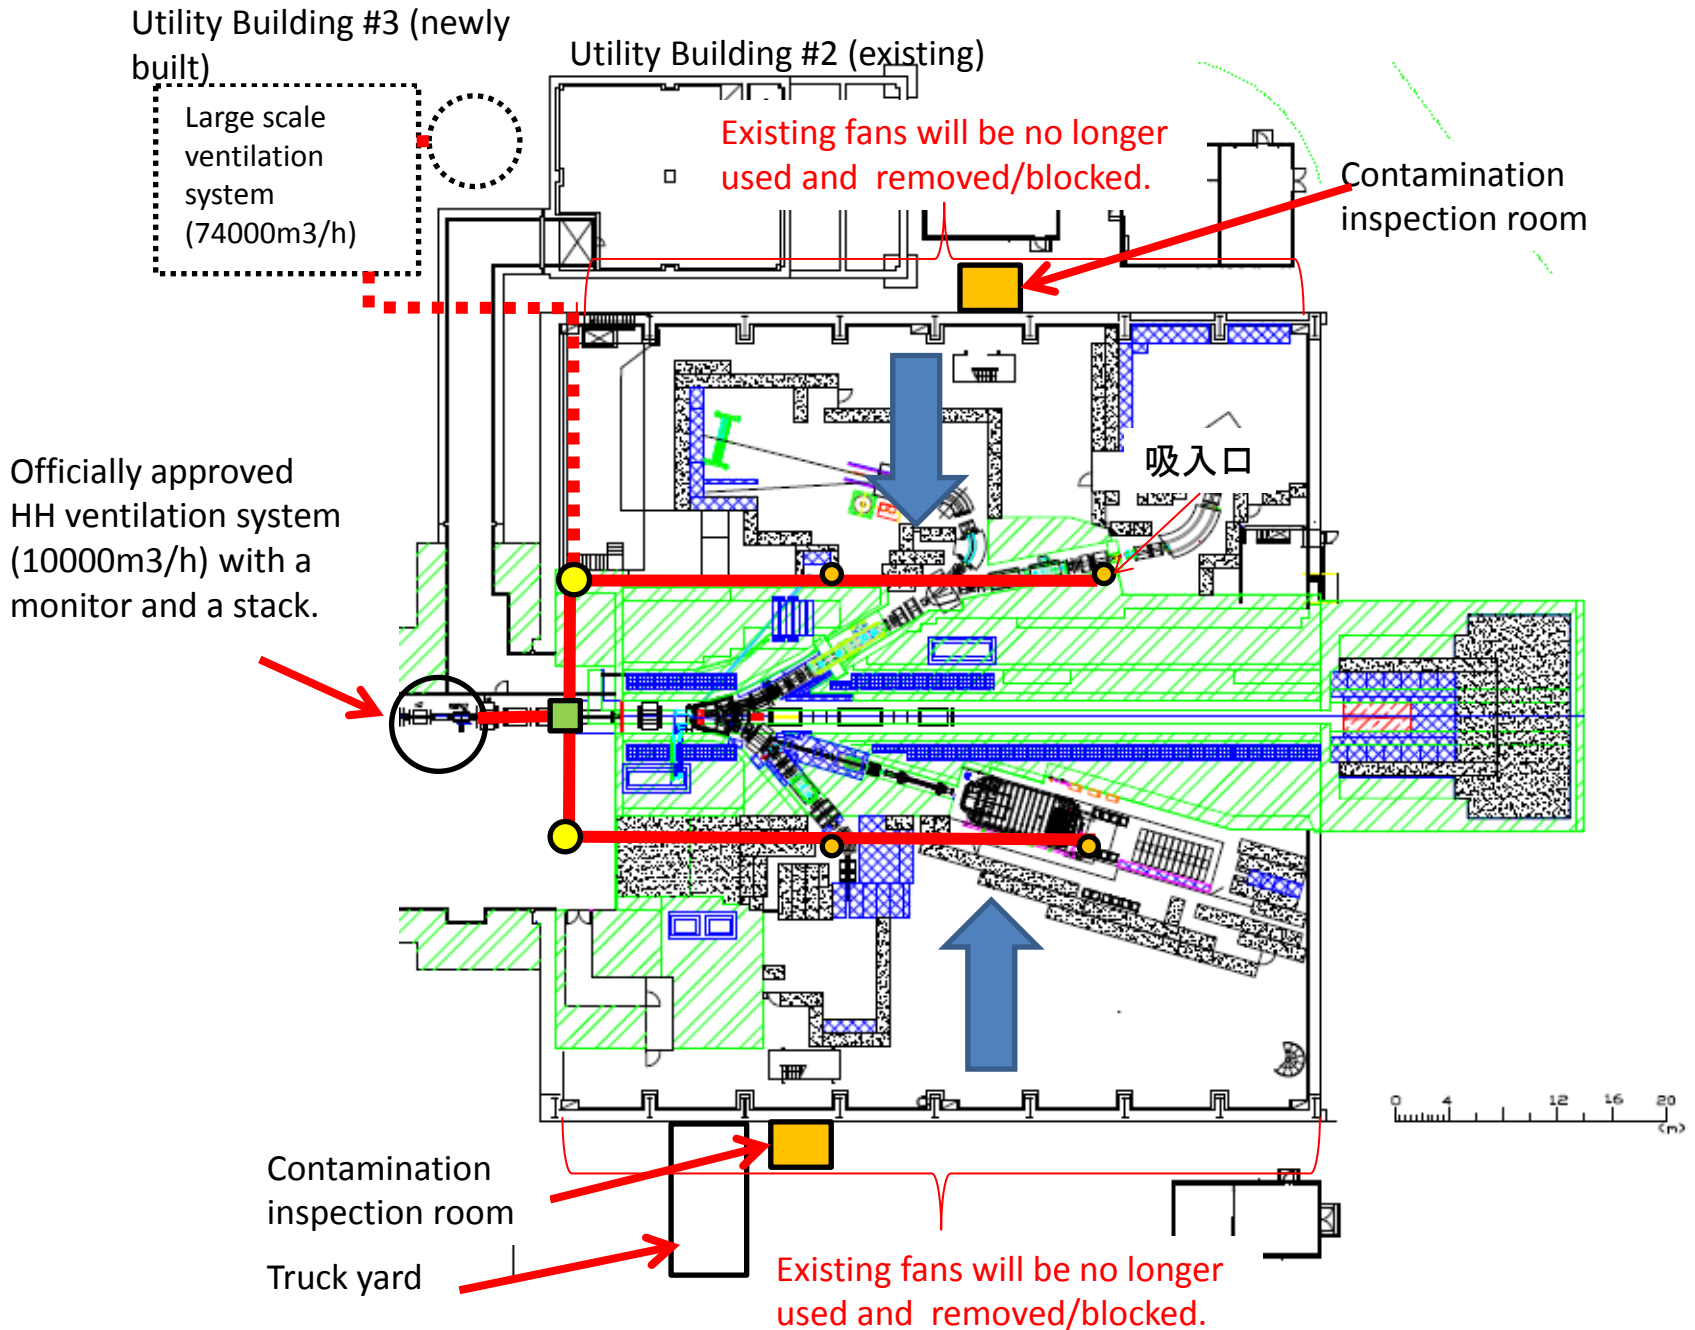 Utility Building #3 (newly
built)
Utility Building #2 (existing)
Large scale
ventilation
system
(74000m3/h)
Existing fans will be no longer
used and removed/blocked.
Contamination
inspection room
吸入口
Officially approved
HH ventilation system
(10000m3/h) with a
monitor and a stack.
0 4 12 16 20
(m)
Contamination
inspection room
Truck yard
Existing fans will be no longer
used and removed/blocked.